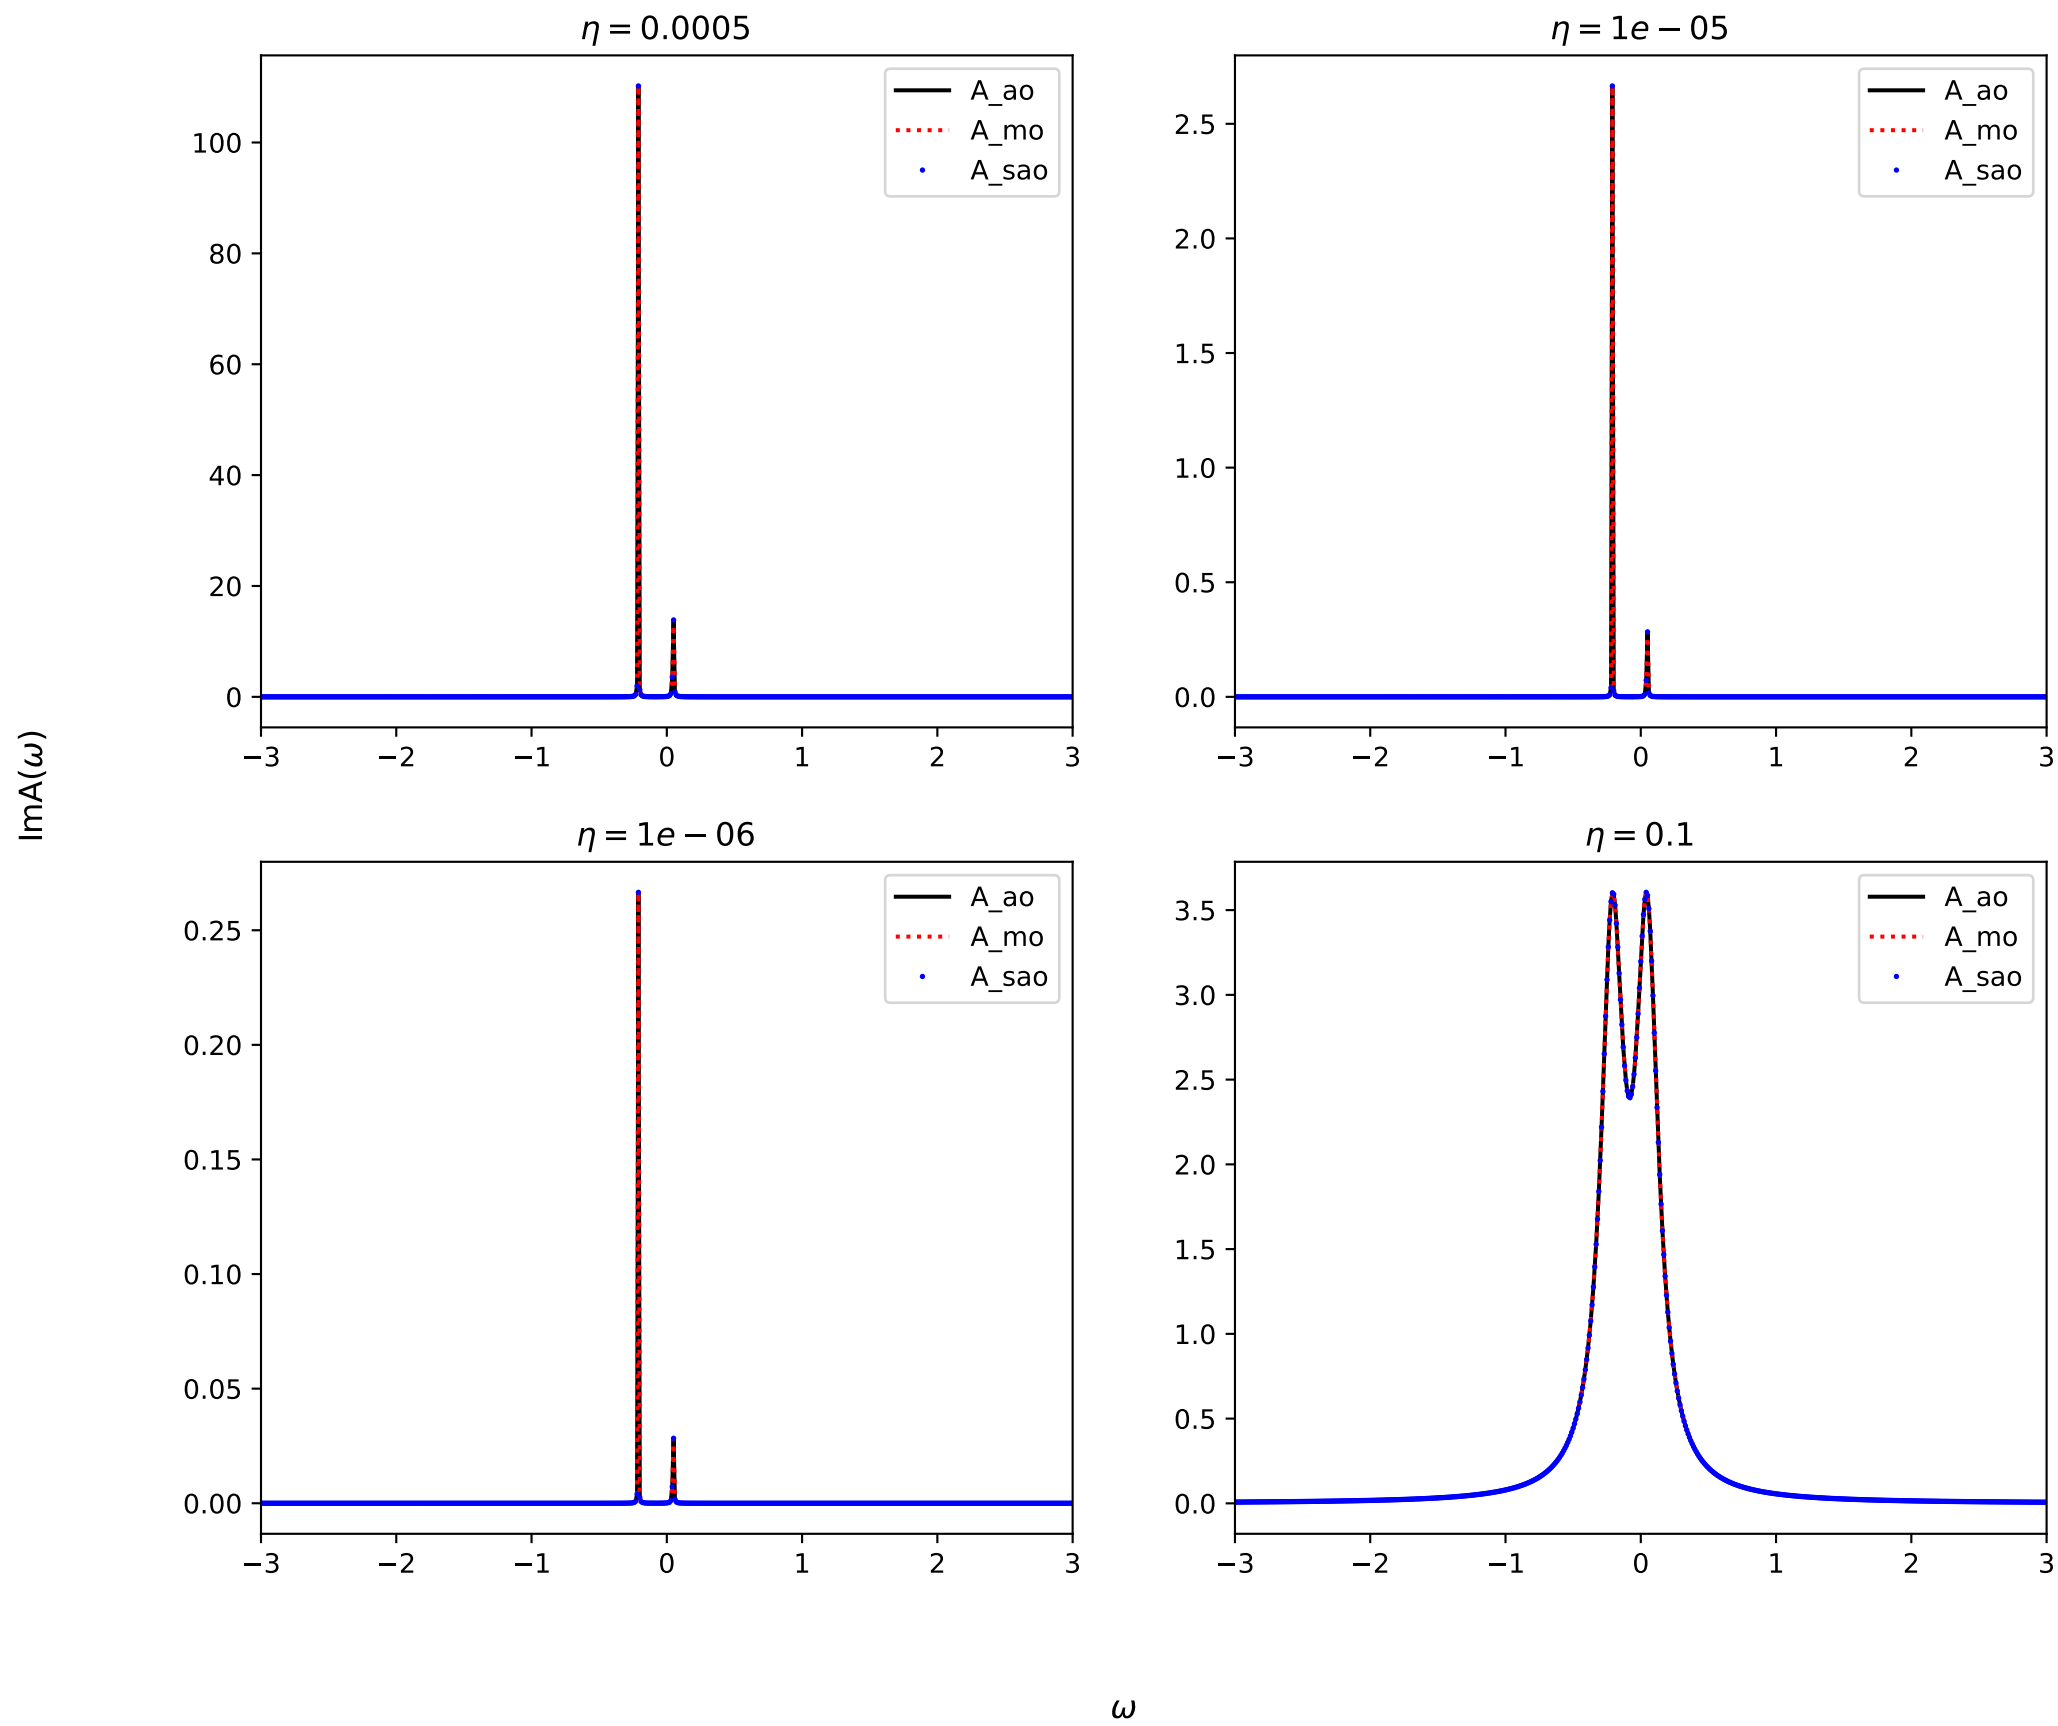 η = 0.0005
100
80
60
40
20
0
−3 −2 −1 0 1 2 3
A_ao
A_mo
A_sao
η = 1e − 05
2.5
2.0
1.5
1.0
0.5
0.0
−3 −2 −1 0 1 2 3
A_ao
A_mo
A_sao
ImA(ω)
η = 1e − 06
0.25
0.20
0.15
0.10
0.05
0.00
−3 −2 −1 0 1 2 3
A_ao
A_mo
A_sao
η = 0.1
3.5
3.0
2.5
2.0
1.5
1.0
0.5
0.0
−3 −2 −1 0 1 2 3
A_ao
A_mo
A_sao
ω